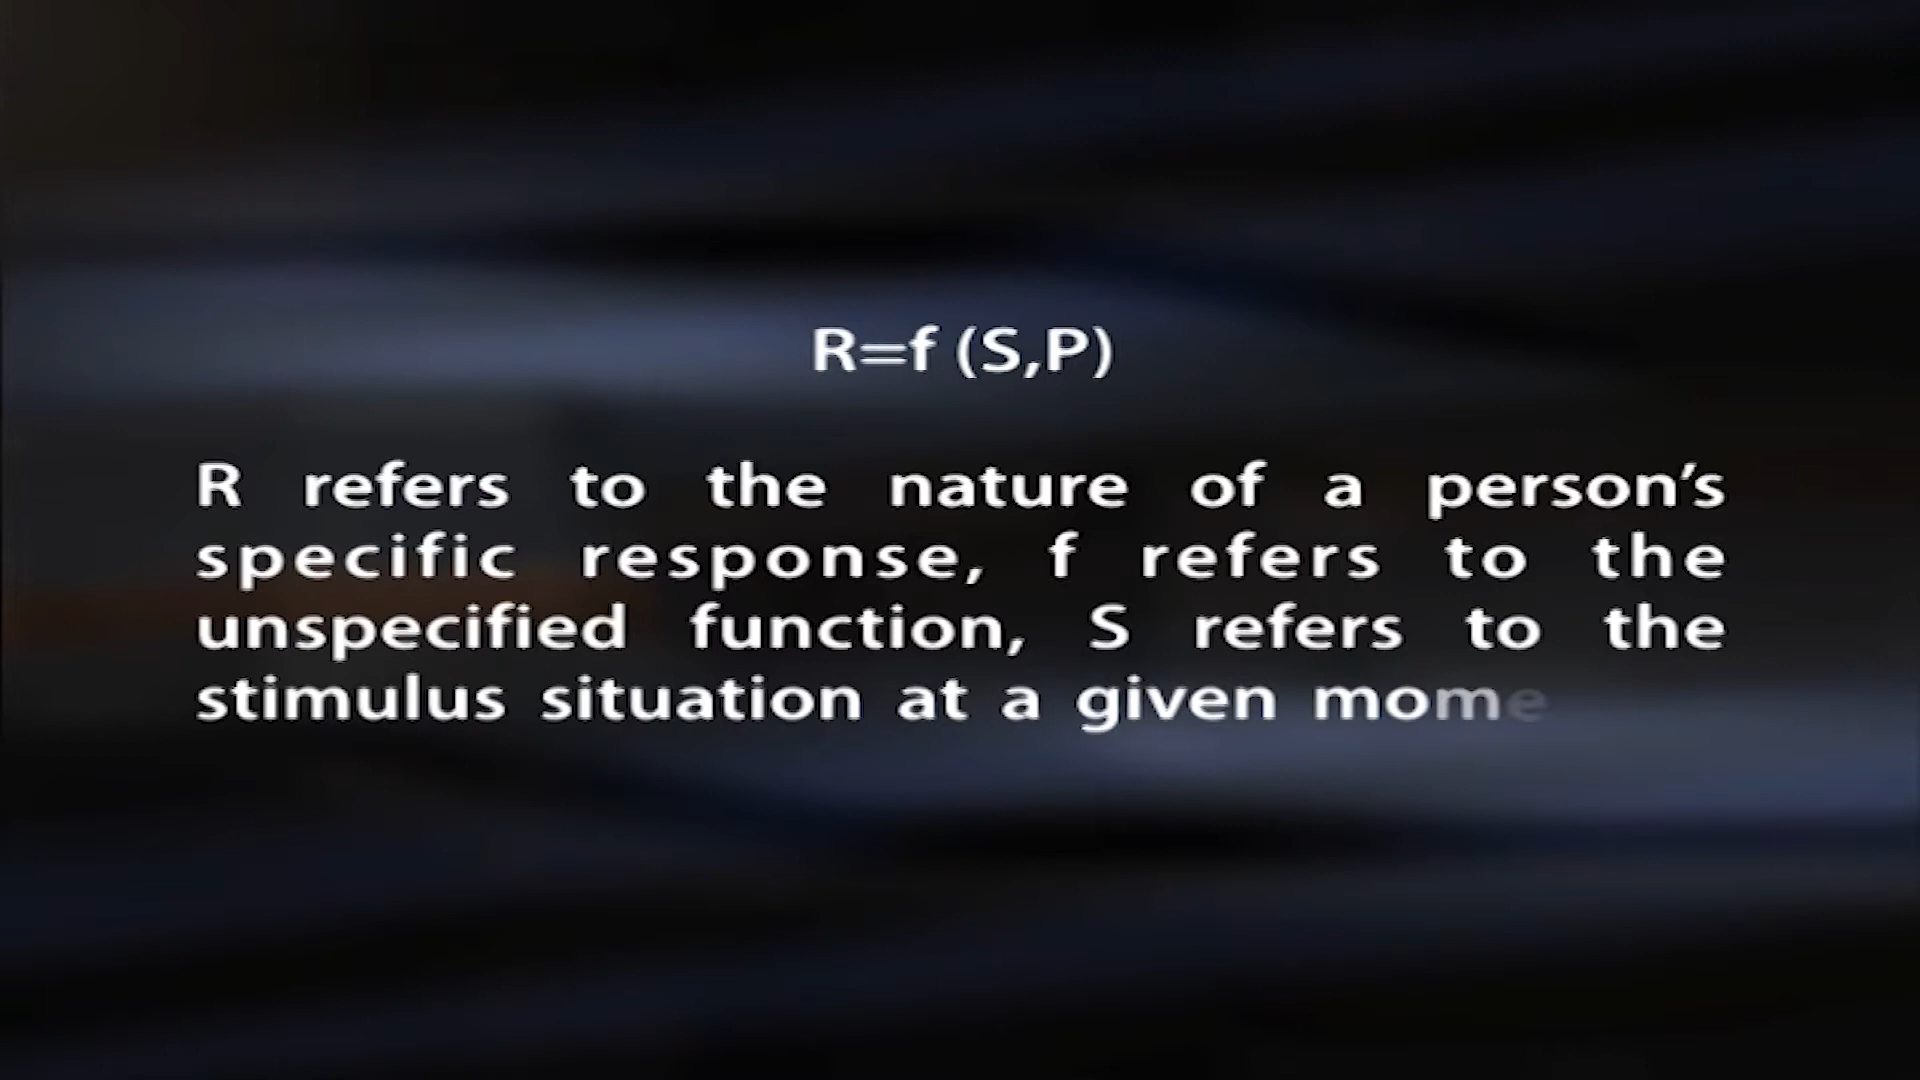 R=f (S,P)
R refers to the nature of a person’s
specific response, f refers to the
unspecified function, S refers to the
stimulus situation at a given mome